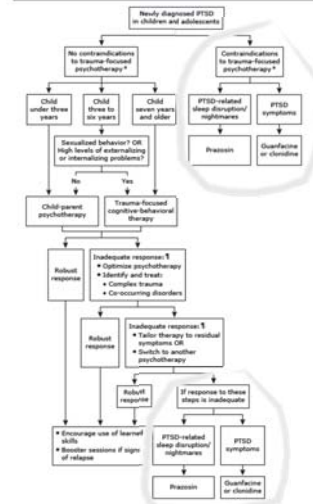 Newly diagnosed PTSD
in children and adolescents
No contraindications
to trauma-focused
psychotherapy*
Contraindications
to trauma-focused
psychotherapy*
Child
under three
years
Child
three to
six years
Child
seven years
and older
PTSD-related
sleep disruption/
nightmares
PTSD
symptoms
Sexualized behavior? OR
High levels of externalizing
or internalizing problems?
Prazosin
Guanfacine
or clonidine
No
Yes
Child-parent
psychotherapy
Trauma-focused
cognitive-behavioral
therapy
Robust
response
Inadequate response:¶
• Optimize psychotherapy
• Identify and treat:
• Complex trauma
• Co-occurring disorders
Robust
response
Inadequate response:¶
• Tailor therapy to residual
symptoms OR
• Switch to another
psychotherapy
Robust
response
If response to these
steps is inadequate
• Encourage use of learned
skills
• Booster sessions if signs
of relapse
PTSD-related
sleep disruption/
nightmares
PTSD
symptoms
Prazosin
Guanfacine
or clonidine